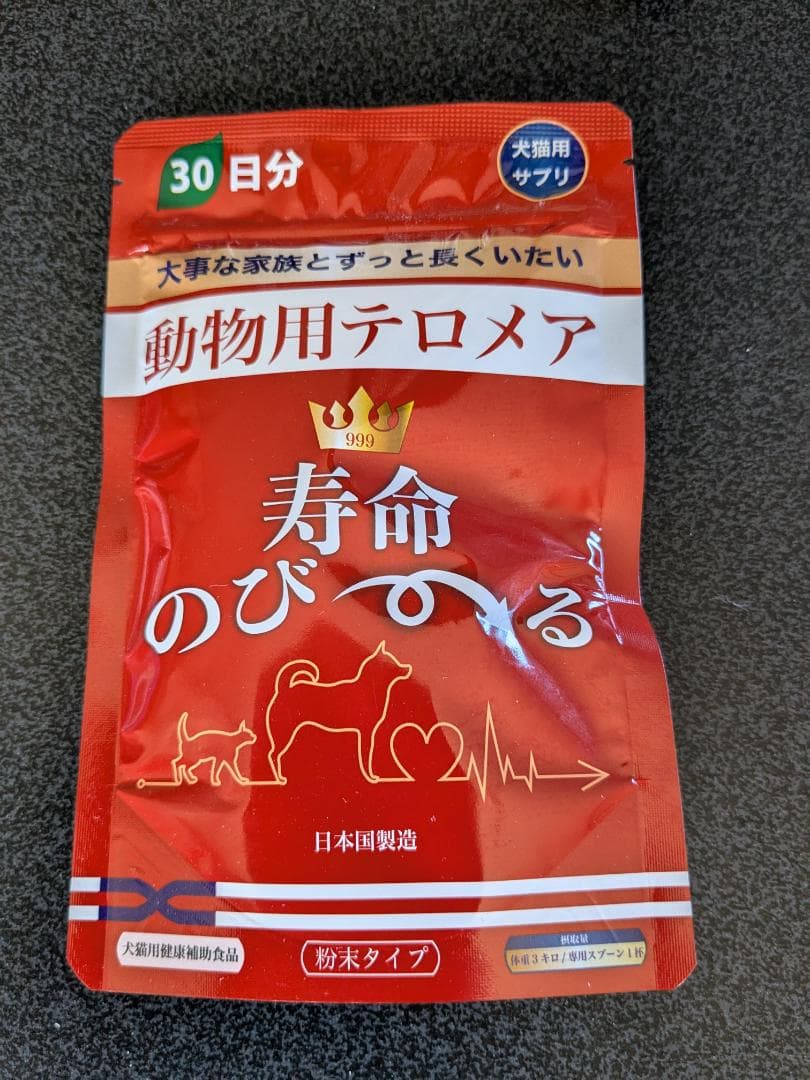 30日分
犬猫用
サプリ
大事な家族とずっと長くいたい
動物用テロメア
999
寿命
のび〜る
日本国製造
犬猫用健康補助食品
粉末タイプ
摂取量
体重3キロ/専用スプーン1杯